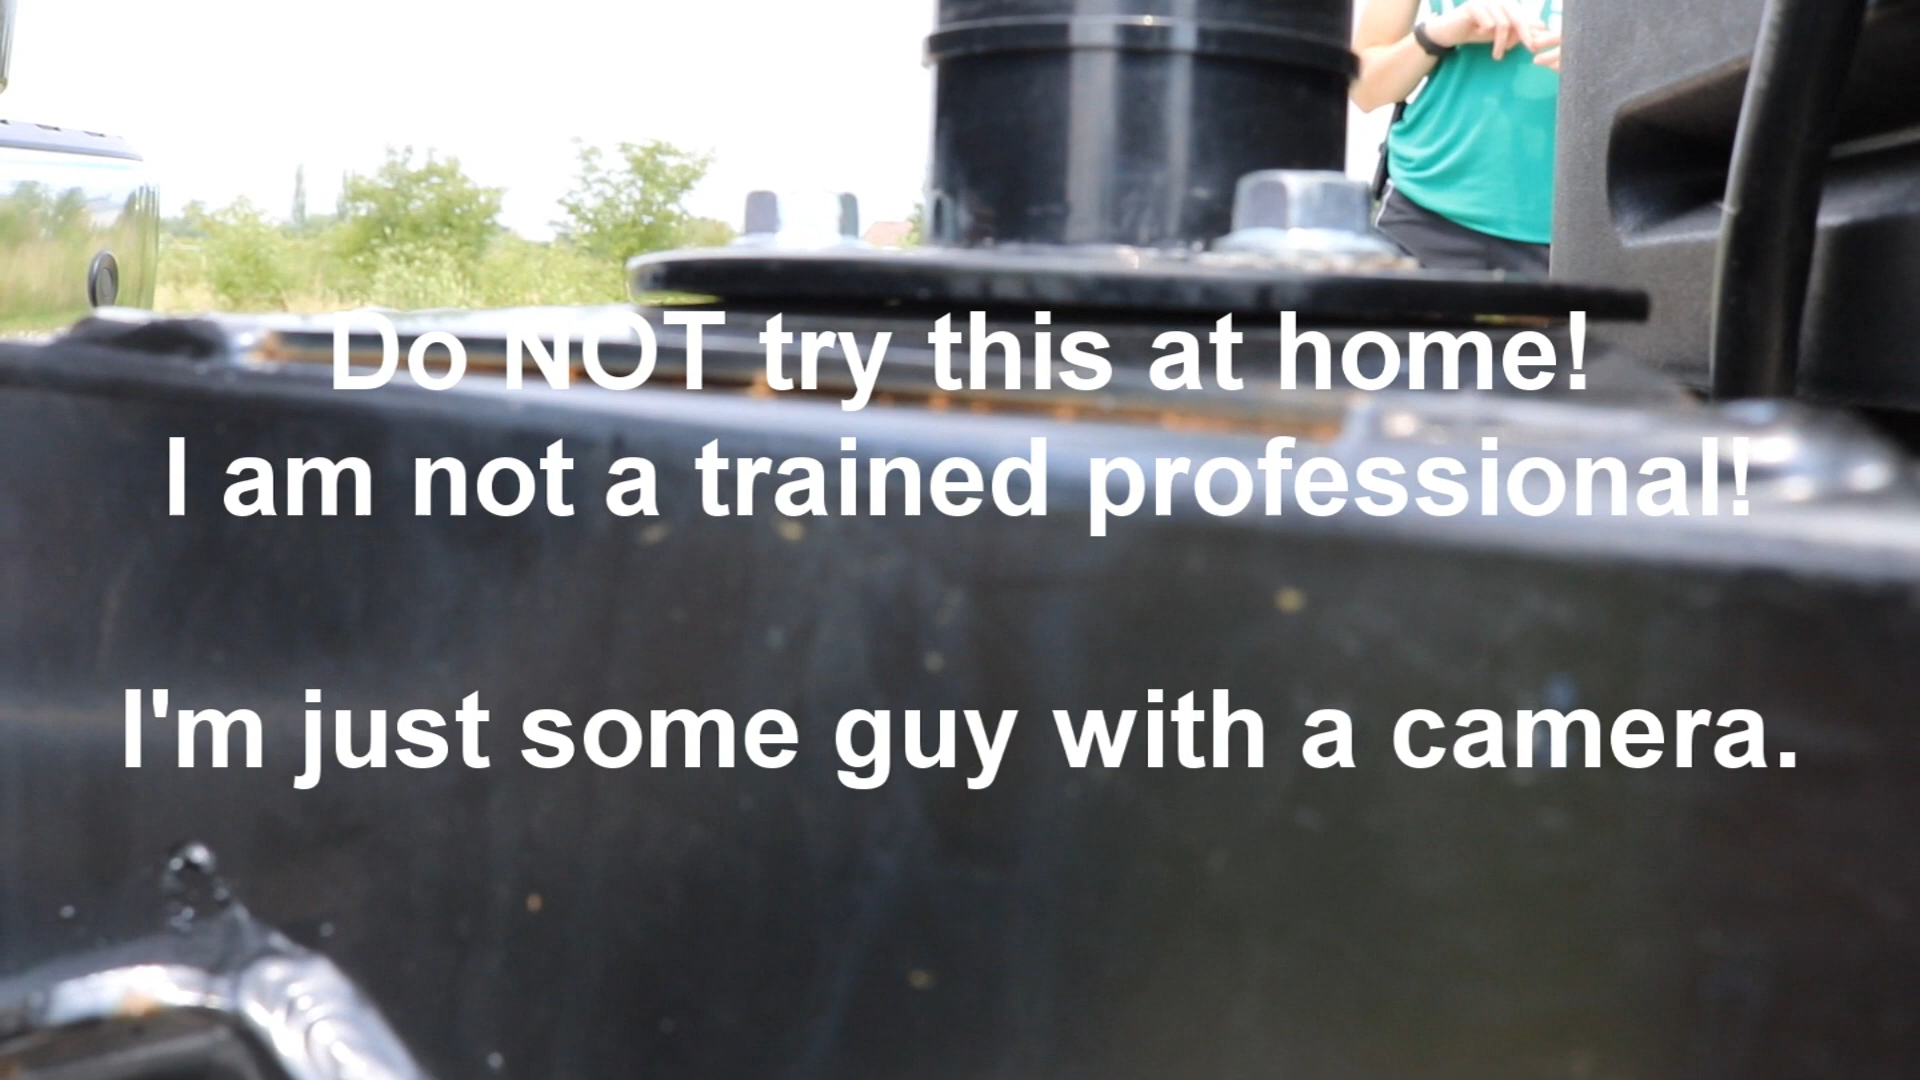 Do NOT try this at home!
I am not a trained professional!
I'm just some guy with a camera.